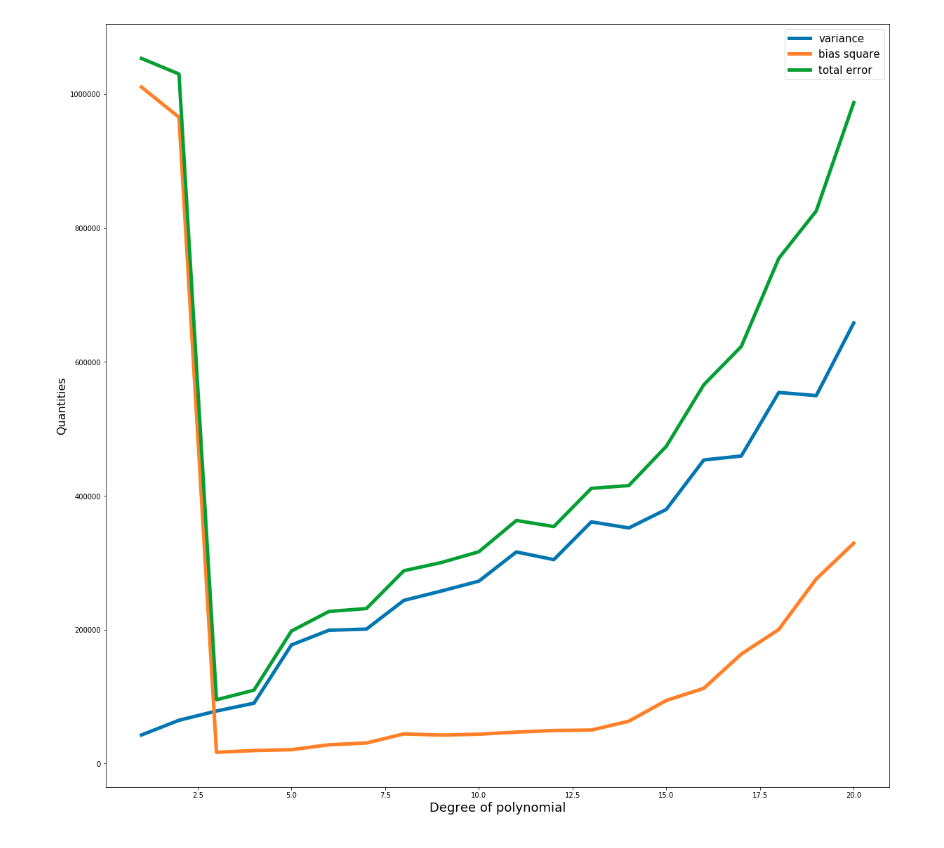 variance
bias square
total error
1000000
800000
600000
400000
200000
0
Quantities
2.5 5.0 7.5 10.0 12.5 15.0 17.5 20.0
Degree of polynomial